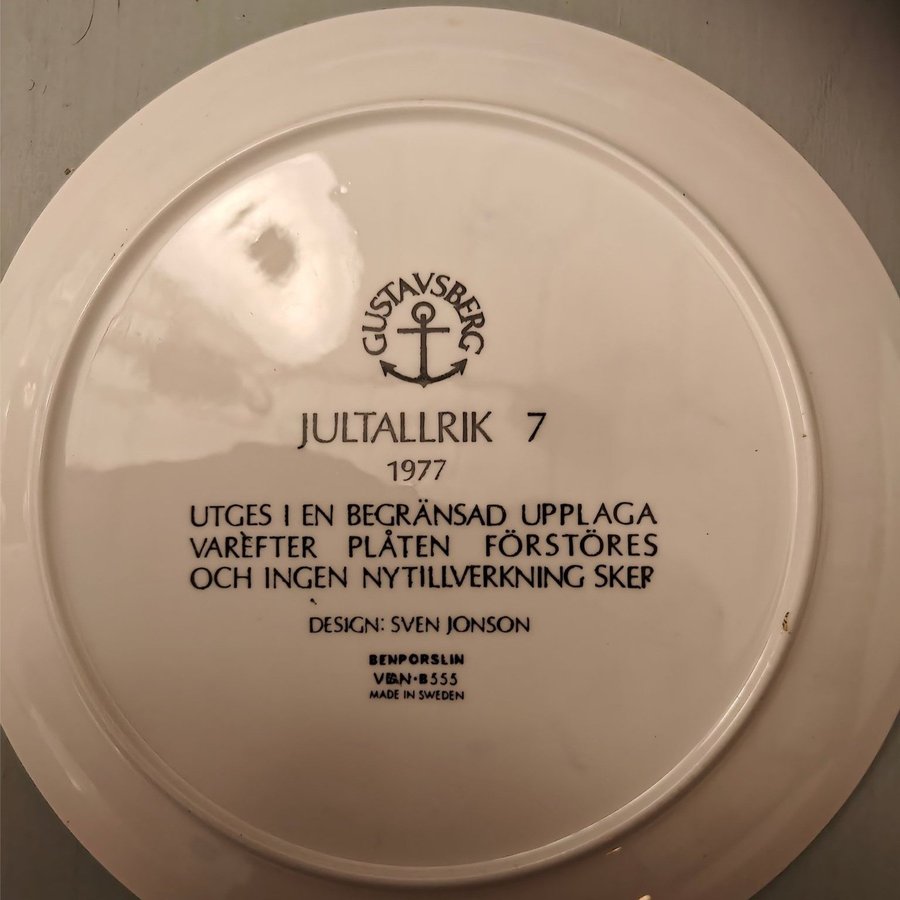 GUSTAVSBERG
JULTALLRIK 7
1977
UTGES I EN BEGRÄNSAD UPPLAGA
VAREFTER PLÅTEN FÖRSTÖRES
OCH INGEN NYTILLVERKNING SKER
DESIGN: SVEN JONSON
BENPORSLIN
MADE IN SWEDEN